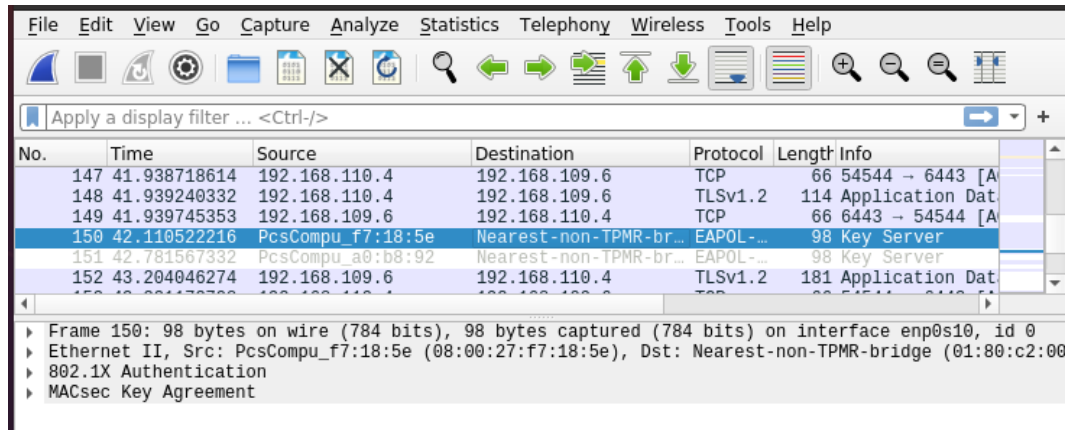 File Edit View Go Capture Analyze Statistics Telephony Wireless Tools Help
Apply a display filter ... <Ctrl-/>
+
No. Time Source Destination Protocol Length Info
147 41.938718614 192.168.110.4 192.168.109.6 TCP 66 54544 → 6443 [A
148 41.939240332 192.168.110.4 192.168.109.6 TLSv1.2 114 Application Dat
149 41.939745353 192.168.109.6 192.168.110.4 TCP 66 6443 → 54544 [A
150 42.110522216 PcsCompu_f7:18:5e Nearest-non-TPMR-br… EAPOL-… 98 Key Server
151 42.781567332 PcsCompu_a0:b8:92 Nearest-non-TPMR-br… EAPOL-… 98 Key Server
152 43.204046274 192.168.109.6 192.168.110.4 TLSv1.2 181 Application Dat
Frame 150: 98 bytes on wire (784 bits), 98 bytes captured (784 bits) on interface enp0s10, id 0
Ethernet II, Src: PcsCompu_f7:18:5e (08:00:27:f7:18:5e), Dst: Nearest-non-TPMR-bridge (01:80:c2:00
802.1X Authentication
MACsec Key Agreement